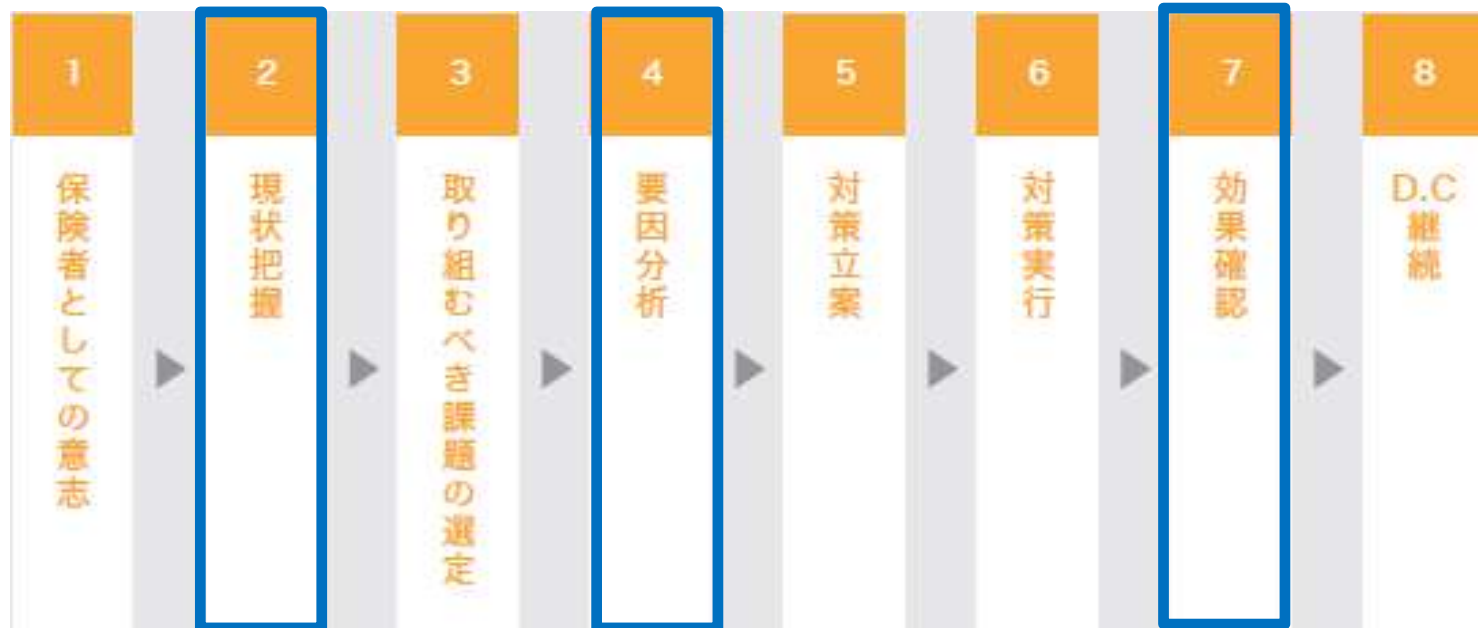 1
保険者としての意志
2
現状把握
3
取り組むべき課題の選定
4
要因分析
5
対策立案
6
対策実行
7
効果確認
8
D.C
継続